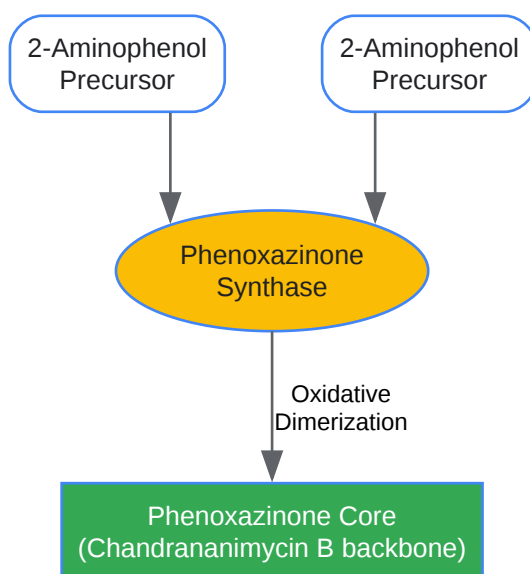 2-Aminophenol
Precursor
2-Aminophenol
Precursor
Phenoxazinone
Synthase
Oxidative
Dimerization
Phenoxazinone Core
(Chandrananimycin B backbone)